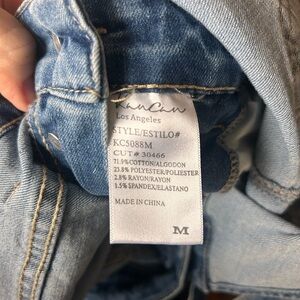 KanCan
Los Angeles
STYLE/ESTILO#
KC5088M
CUT# 30466
71.9%COTTON/ALGODON
23.8% POLYESTER/POLIESTER
2.8% RAYON/RAYON
1.5% SPANDEX/ELASTANO
MADE IN CHINA
M